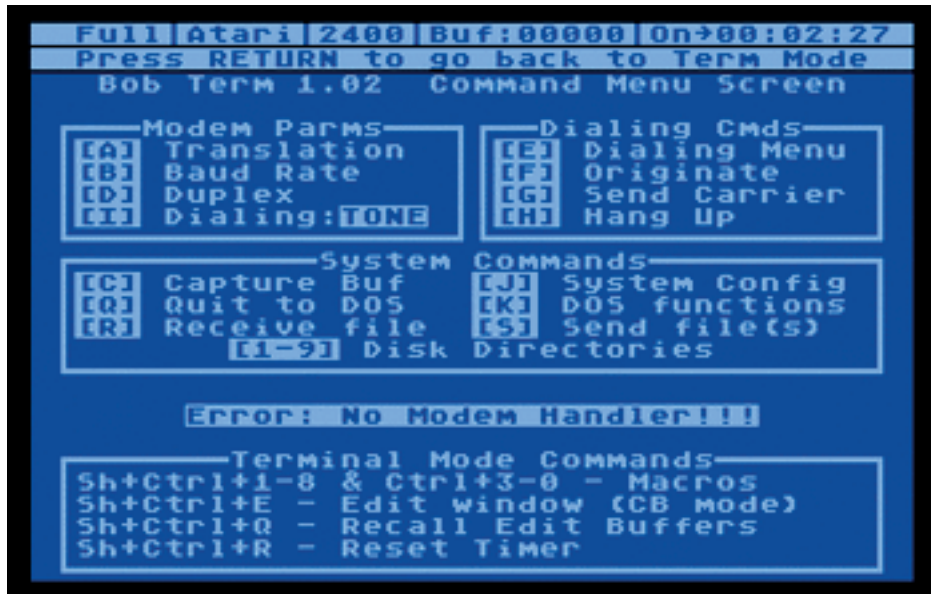 Full|Atari|2400|Buf:00000|On→00:02:27
Press RETURN to go back to Term Mode
Bob Term 1.02 Command Menu Screen
Modem Parms
[A] Translation
[B] Baud Rate
[D] Duplex
[I] Dialing:TONE
Dialing Cmds
[E] Dialing Menu
[F] Originate
[G] Send Carrier
[H] Hang Up
System Commands
[C] Capture Buf [J] System Config
[Q] Quit to DOS [K] DOS functions
[R] Receive file [S] Send file(s)
[1-9] Disk Directories
Error: No Modem Handler!!!
Terminal Mode Commands
Sh+Ctrl+1-8 & Ctrl+3-0 - Macros
Sh+Ctrl+E - Edit window (CB mode)
Sh+Ctrl+Q - Recall Edit Buffers
Sh+Ctrl+R - Reset Timer